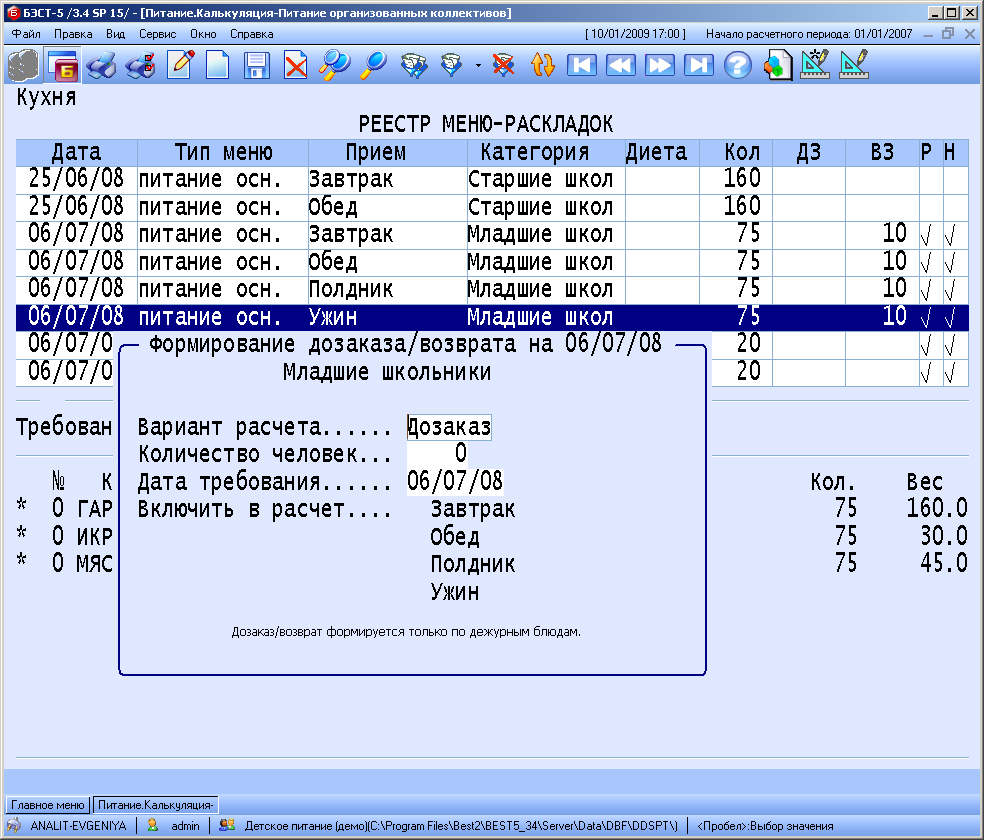 БЭСТ-5 /3.4 SP 15/ - [Питание.Калькуляция-Питание организованных коллективов]
Файл Правка Вид Сервис Окно Справка [ 10/01/2009 17:00 ] Начало расчетного периода: 01/01/2007
Кухня
РЕЕСТР МЕНЮ-РАСКЛАДОК
Дата Тип меню Прием Категория Диета Кол ДЗ ВЗ Р Н
25/06/08 питание осн. Завтрак Старшие школ 160
25/06/08 питание осн. Обед Старшие школ 160
06/07/08 питание осн. Завтрак Младшие школ 75 10 √ √
06/07/08 питание осн. Обед Младшие школ 75 10 √ √
06/07/08 питание осн. Полдник Младшие школ 75 10 √ √
06/07/08 питание осн. Ужин Младшие школ 75 10 √ √
06/07/0 20 √ √
06/07/0 20 √ √
Формирование дозаказа/возврата на 06/07/08
Младшие школьники
Требован
Вариант расчета...... Дозаказ
Количество человек... 0
Дата требования...... 06/07/08
Включить в расчет.... Завтрак
Обед
Полдник
Ужин
Дозаказ/возврат формируется только по дежурным блюдам.
№ К Кол. Вес
* 0 ГАР 75 160.0
* 0 ИКР 75 30.0
* 0 МЯС 75 45.0
Главное меню Питание.Калькуляция-
ANALIT-EVGENIYA admin Детское питание (демо)(C:\Program Files\Best2\BEST5_34\Server\Data\DBF\DDSPT\) <Пробел>:Выбор значения